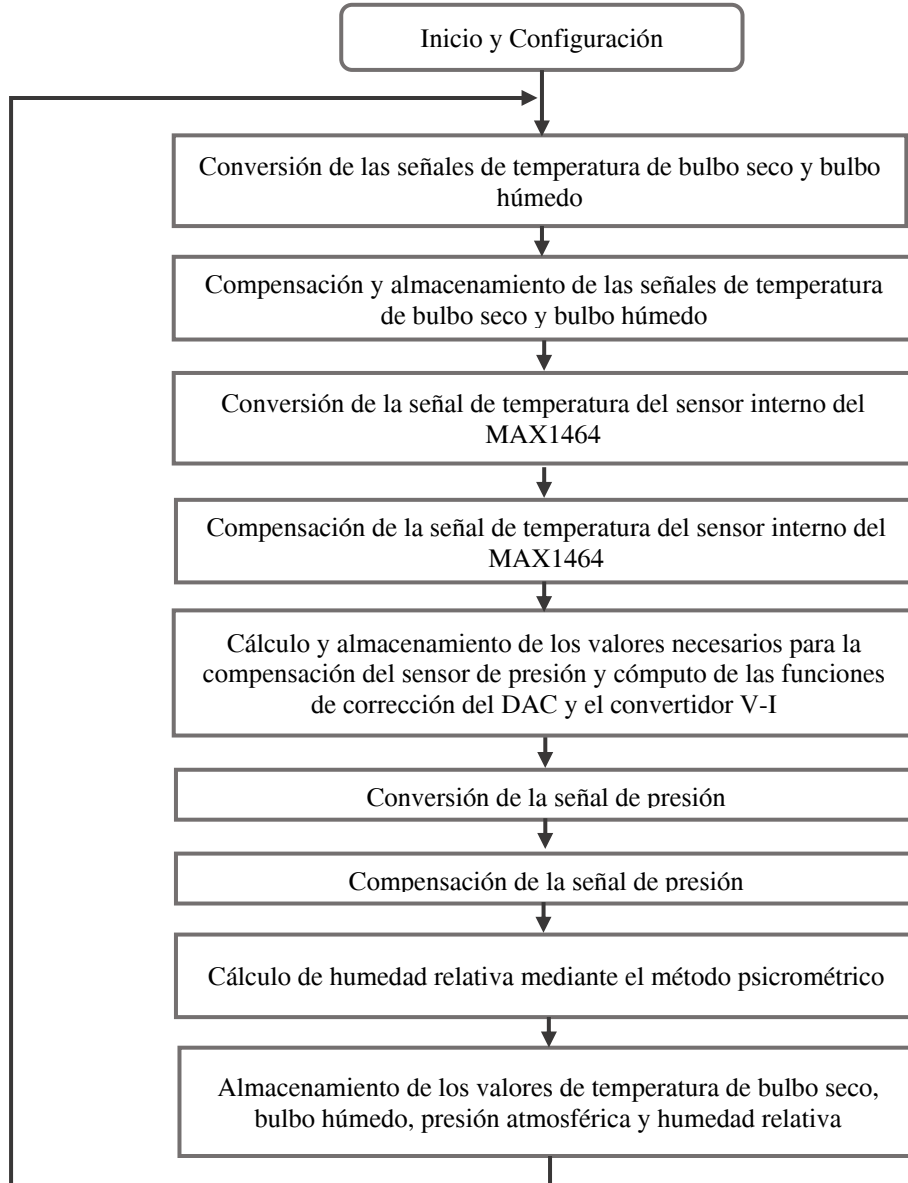 Inicio y Configuración
Conversión de las señales de temperatura de bulbo seco y bulbo
húmedo
Compensación y almacenamiento de las señales de temperatura
de bulbo seco y bulbo húmedo
Conversión de la señal de temperatura del sensor interno del
MAX1464
Compensación de la señal de temperatura del sensor interno del
MAX1464
Cálculo y almacenamiento de los valores necesarios para la
compensación del sensor de presión y cómputo de las funciones
de corrección del DAC y el convertidor V-I
Conversión de la señal de presión
Compensación de la señal de presión
Cálculo de humedad relativa mediante el método psicrométrico
Almacenamiento de los valores de temperatura de bulbo seco,
bulbo húmedo, presión atmosférica y humedad relativa